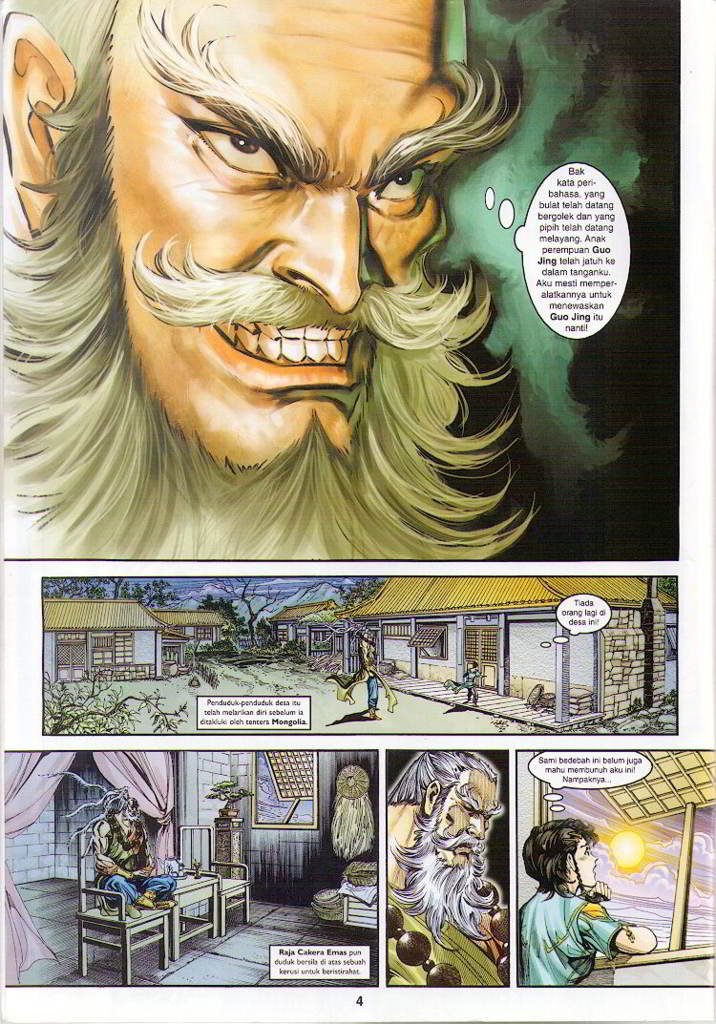 Bak
kata peri-
bahasa, yang
bulat telah datang
bergolek dan yang
pipih telah datang
melayang. Anak
perempuan Guo
Jing telah jatuh ke
dalam tanganku.
Aku mesti memper-
alatkannya untuk
menewaskan
Guo Jing itu
nanti!
Tiada
orang lagi di
desa ini!
Penduduk-penduduk desa itu
telah melarikan diri sebelum ia
ditakluki oleh tentera Mongolia.
Raja Cakera Emas pun
duduk bersila di atas sebuah
kerusi untuk beristirahat.
Sami bedebah ini belum juga
mahu membunuh aku ini!
Nampaknya...
4